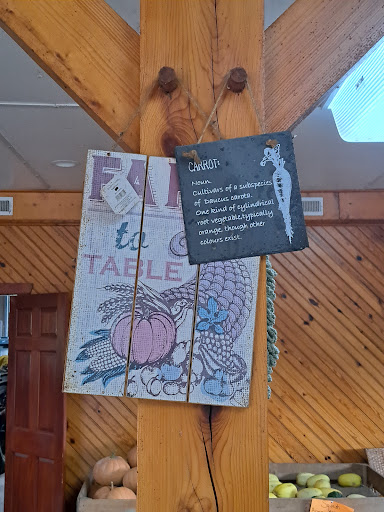 FA
to
TABLE
CARROT:
Noun.
Cultivars of a subspecies
of Daucus carota.
One kind of cylindrical
root vegetable,typically
orange, though other
colours exist.